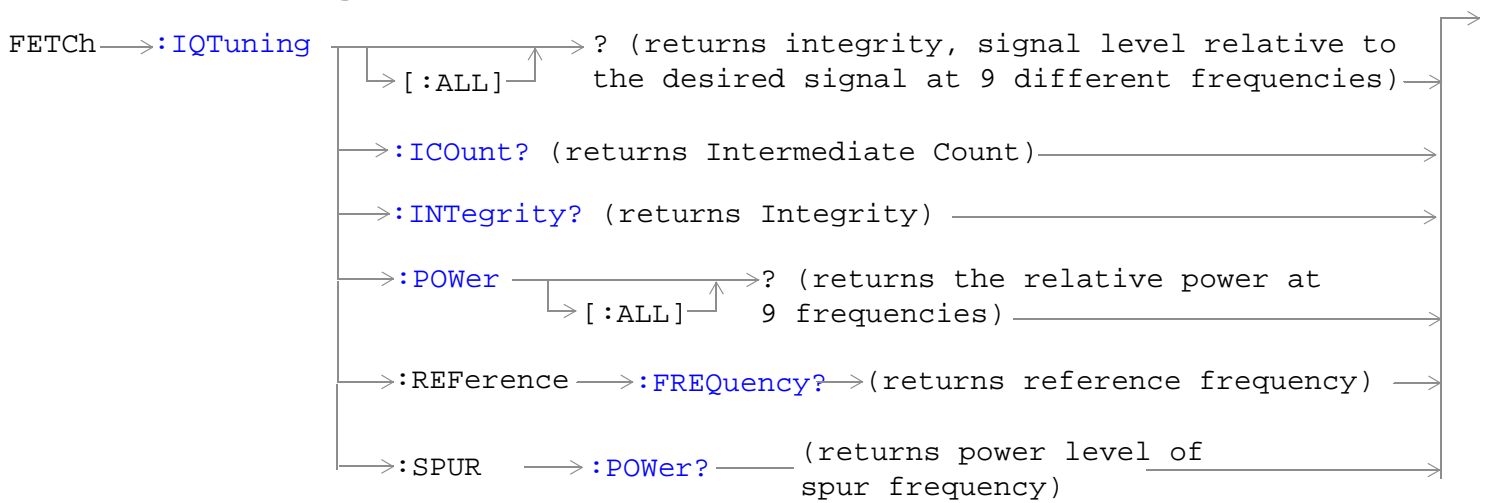 FETCh :IQTuning ? (returns integrity, signal level relative to
[:ALL] the desired signal at 9 different frequencies)
:ICOunt? (returns Intermediate Count)
:INTegrity? (returns Integrity)
:POWer ? (returns the relative power at
[:ALL] 9 frequencies)
:REFerence :FREQuency? (returns reference frequency)
:SPUR :POWer? (returns power level of
spur frequency)